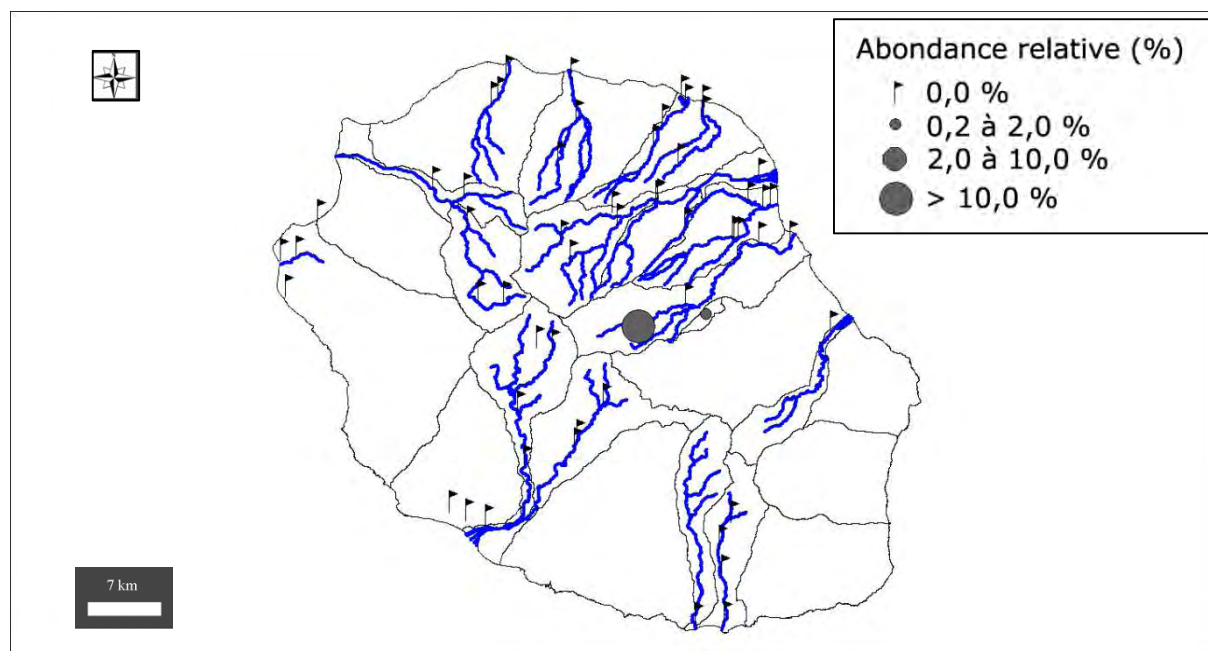 Abondance relative (%)
0,0 %
0,2 à 2,0 %
2,0 à 10,0 %
> 10,0 %
7 km